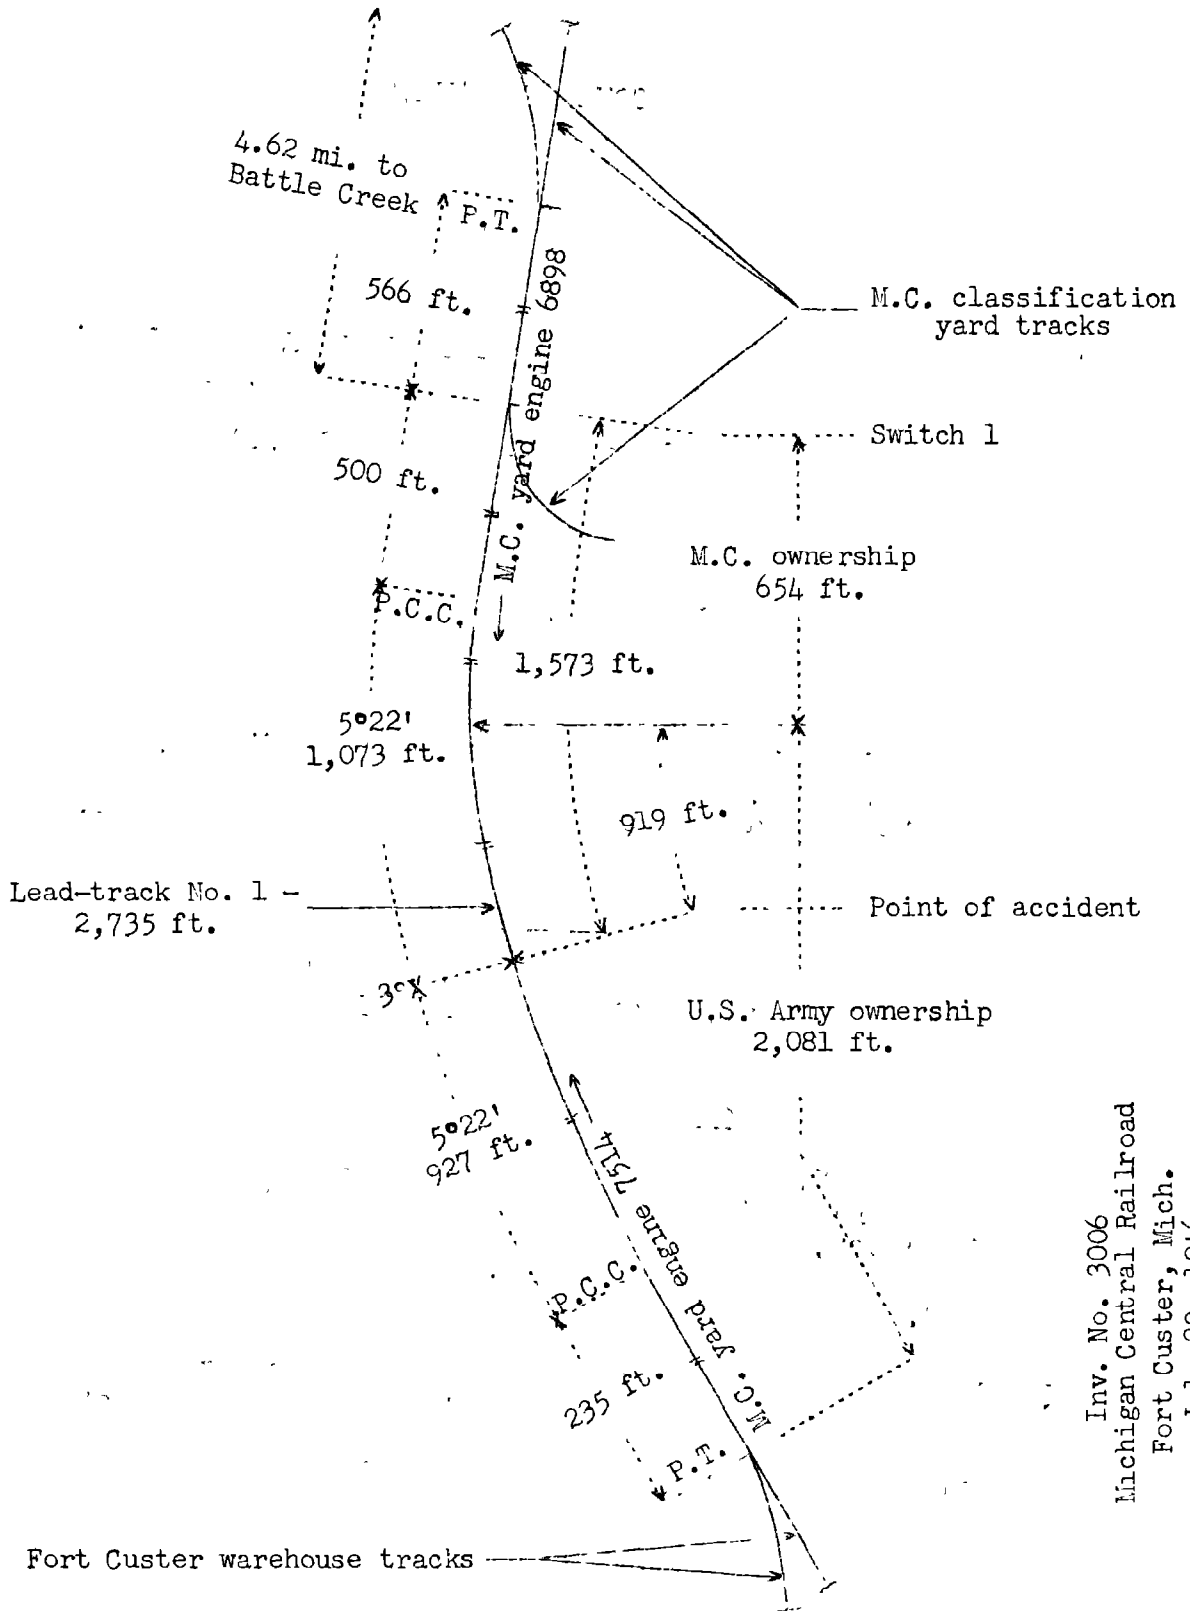 4.62 mi. to
Battle Creek
P.T.
566 ft.
M.C. yard engine 6898
M.C. classification
yard tracks
Switch 1
500 ft.
M.C. ownership
654 ft.
P.C.C.
1,573 ft.
5°22'
1,073 ft.
919 ft.
Lead-track No. 1 -
2,735 ft.
Point of accident
3°
U.S. Army ownership
2,081 ft.
5°22'
927 ft.
M.C. yard engine 7514
P.C.C.
235 ft.
P.T.
Fort Custer warehouse tracks
Inv. No. 3006
Michigan Central Railroad
Fort Custer, Mich.